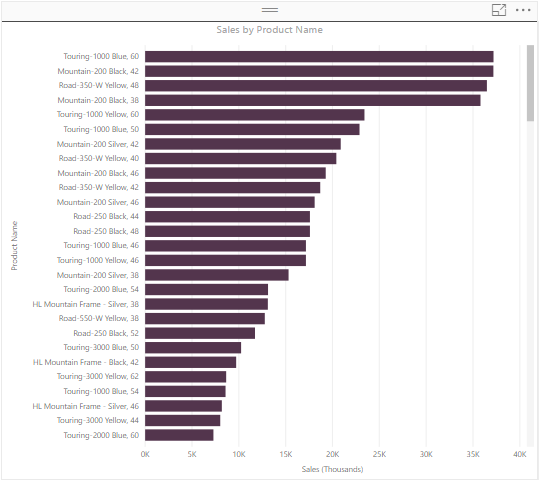 Sales by Product Name
Touring-1000 Blue, 60
Mountain-200 Black, 42
Road-350-W Yellow, 48
Mountain-200 Black, 38
Touring-1000 Yellow, 60
Touring-1000 Blue, 50
Mountain-200 Silver, 42
Road-350-W Yellow, 40
Mountain-200 Black, 46
Road-350-W Yellow, 42
Mountain-200 Silver, 46
Road-250 Black, 44
Road-250 Black, 48
Touring-1000 Blue, 46
Touring-1000 Yellow, 46
Mountain-200 Silver, 38
Touring-2000 Blue, 54
HL Mountain Frame - Silver, 38
Road-550-W Yellow, 38
Road-250 Black, 52
Touring-3000 Blue, 50
HL Mountain Frame - Black, 42
Touring-3000 Yellow, 62
Touring-1000 Blue, 54
HL Mountain Frame - Silver, 46
Touring-3000 Yellow, 44
Touring-2000 Blue, 60
Product Name
0K 5K 10K 15K 20K 25K 30K 35K 40K
Sales (Thousands)